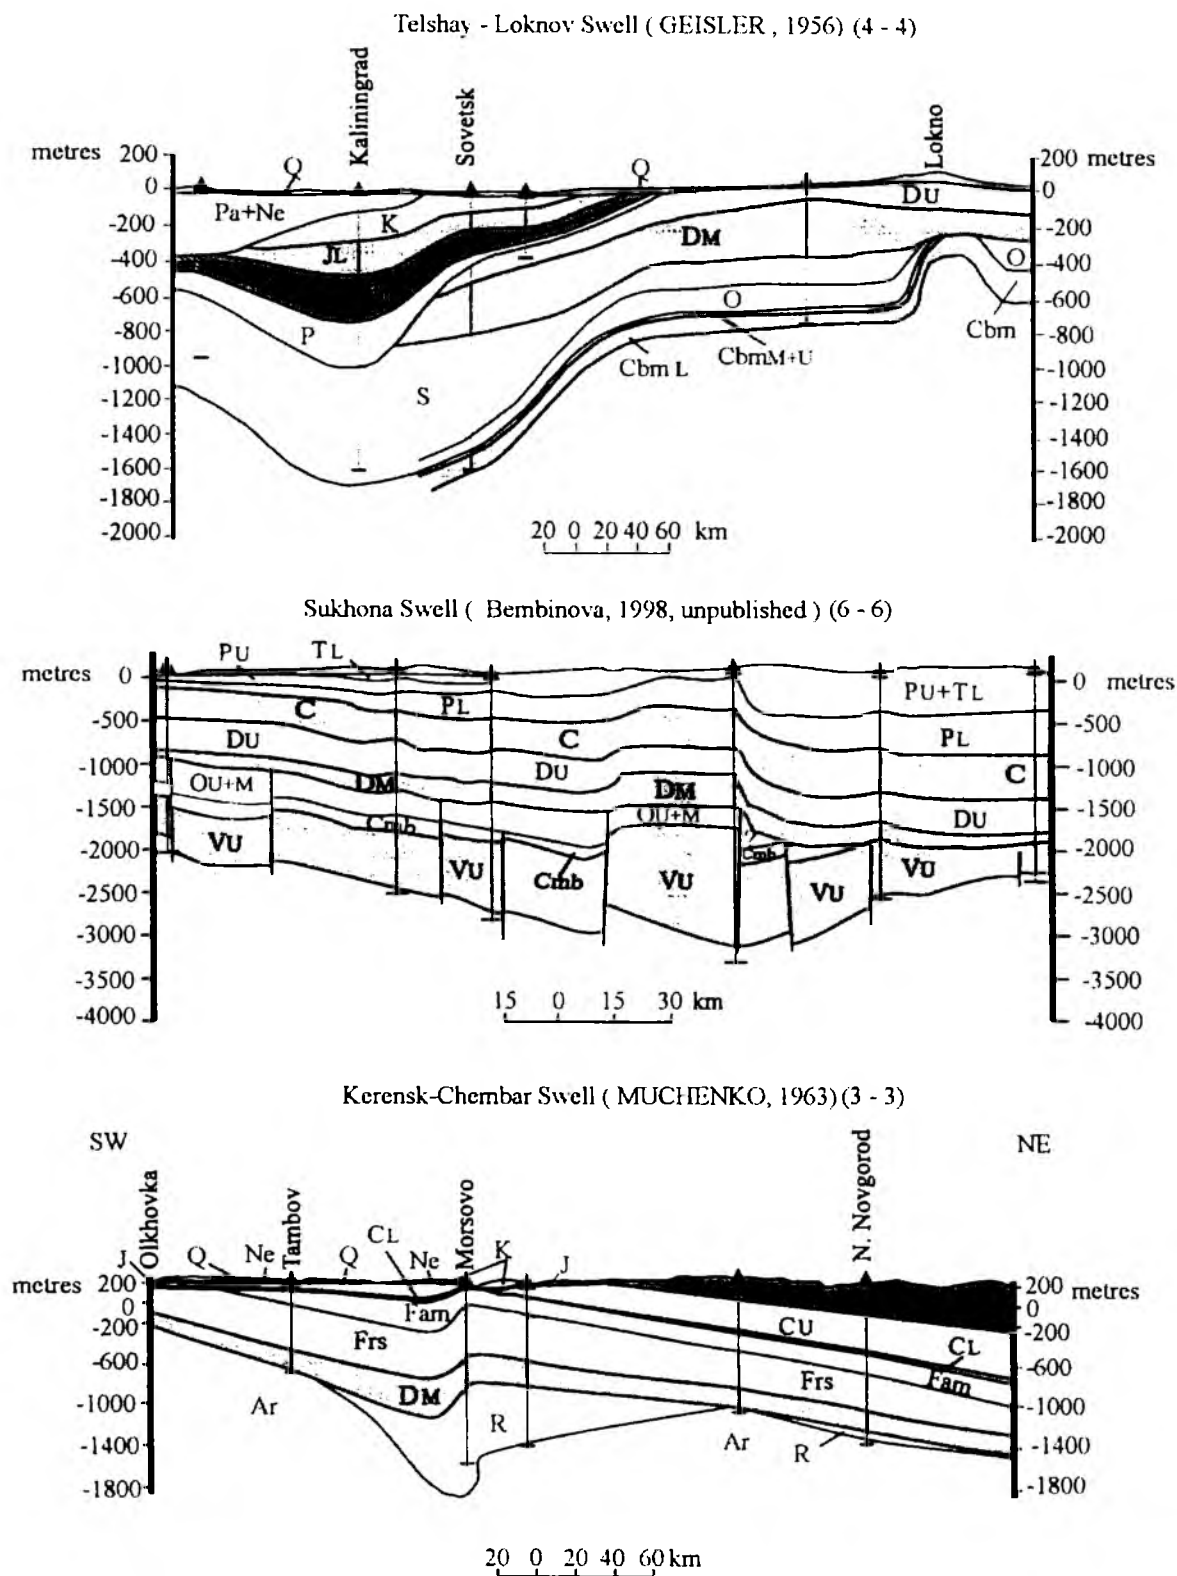 Telshay - Loknov Swell ( GEISLER , 1956) (4 - 4)
Kaliningrad
Sovetsk
Lokno
metres 200
200 metres
0
Q
Q
0
Pa+Ne
K
DU
-200
-200
JL
DM
-400
-400
O
-600
O
-600
P
Cbm
-800
-800
CbmM+U
-1000
Cbm L
-1000
-1200
S
-1200
-1400
-1400
-1600
-1600
-1800
-1800
-2000
-2000
20 0 20 40 60 km
Sukhona Swell ( Bembinova, 1998, unpublished ) (6 - 6)
PU
TL
metres 0
0 metres
PU+TL
-500
C
PL
-500
C
PL
DU
-1000
DU
C
-1000
OU+M
DM
DM
-1500
OU+M
-1500
Cmb
DU
-2000
VU
Cmb
-2000
VU
Cmb
VU
VU
VU
-2500
-2500
-3000
-3000
-3500
-3500
-4000
-4000
15 0 15 30 km
Kerensk-Chembar Swell ( MUCHENKO, 1963) (3 - 3)
SW
NE
Olkhovka
Tambov
Morsovo
N. Novgorod
J
Q
Ne
Q
CL
Ne
K
J
metres 200
200 metres
0
Fam
0
-200
CU
-200
Frs
CL
-600
Frs
Fam
-600
DM
-1000
Ar
R
-1000
Ar
R
-1400
-1400
-1800
-1800
20 0 20 40 60 km